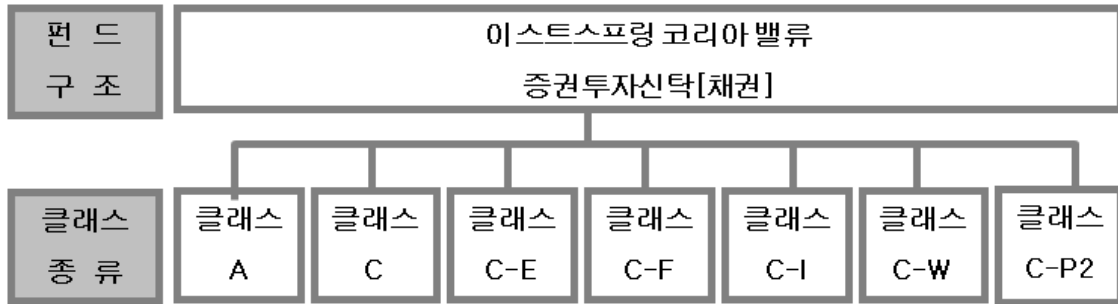 펀 드
구 조
이스트스프링 코리아 밸류
증권투자신탁[채권]
클래스
종 류
클래스
A
클래스
C
클래스
C-E
클래스
C-F
클래스
C-I
클래스
C-W
클래스
C-P2